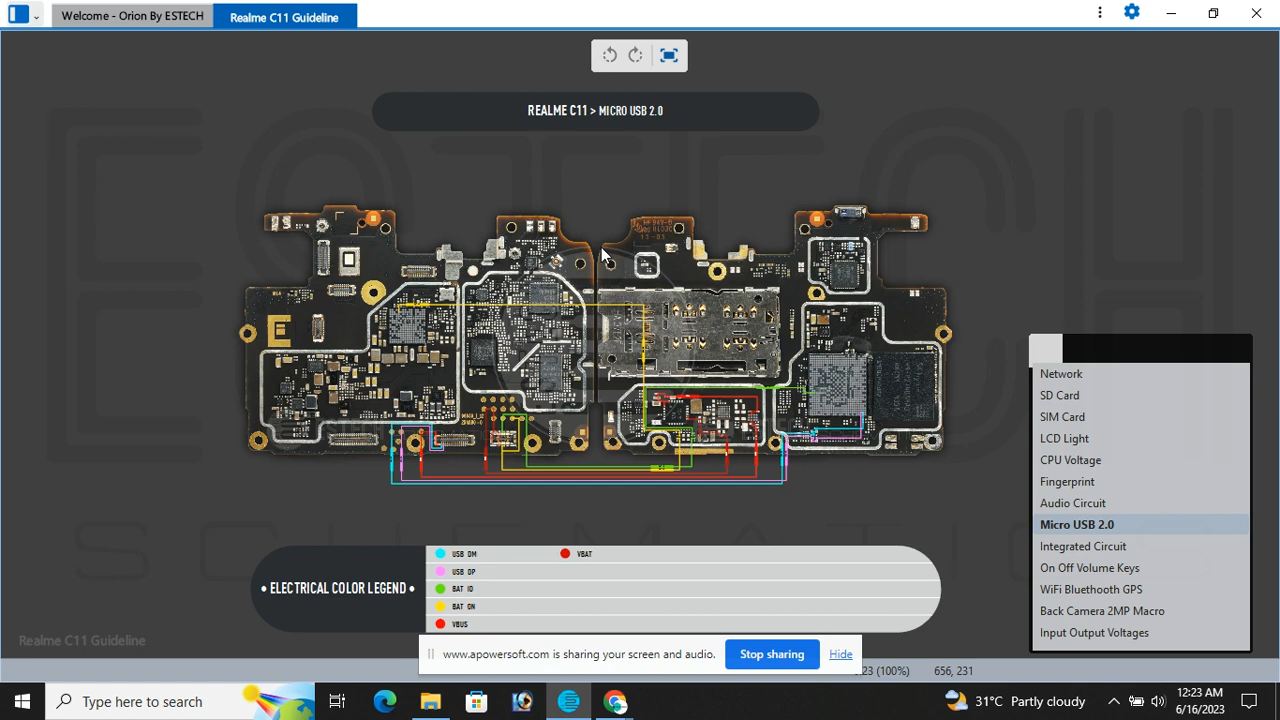 Welcome - Orion By ESTECH
Realme C11 Guideline
REALME C11 > MICRO USB 2.0
Network
SD Card
SIM Card
LCD Light
CPU Voltage
Fingerprint
Audio Circuit
Micro USB 2.0
Integrated Circuit
On Off Volume Keys
WiFi Bluethooth GPS
Back Camera 2MP Macro
Input Output Voltages
• ELECTRICAL COLOR LEGEND •
USB DM
VBAT
USB DP
BAT ID
BAT ON
VBUS
SCHEMATICS
Realme C11 Guideline
www.apowersoft.com is sharing your screen and audio.
Stop sharing
Hide
23 (100%)
656, 231
Type here to search
31°C Partly cloudy
12:23 AM
6/16/2023